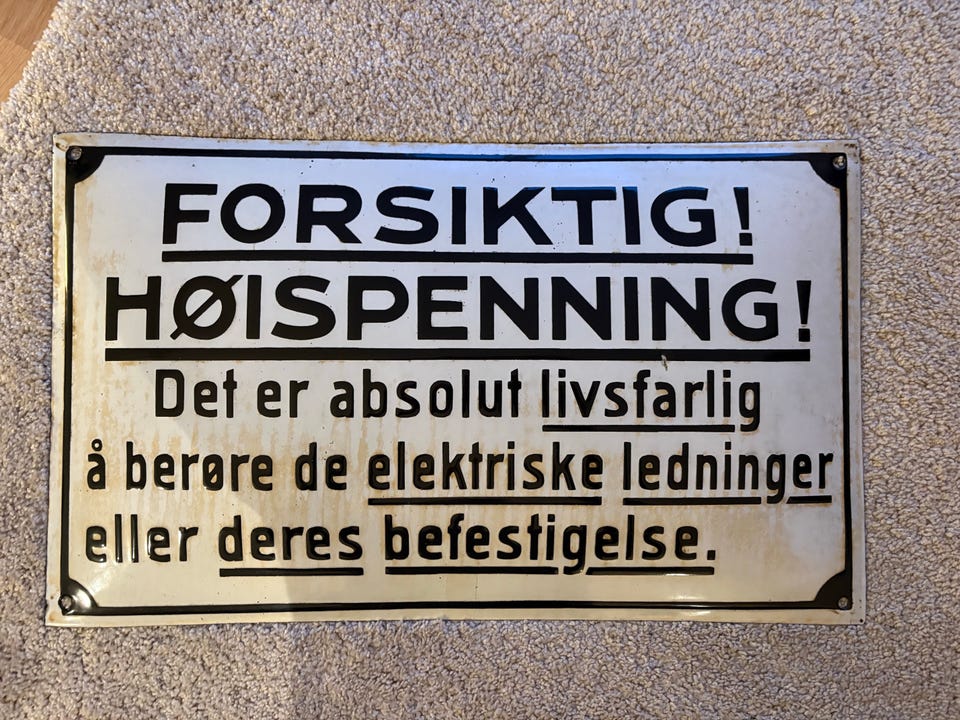 FORSIKTIG!
HØISPENNING!
Det er absolut livsfarlig
å berøre de elektriske ledninger
eller deres befestigelse.